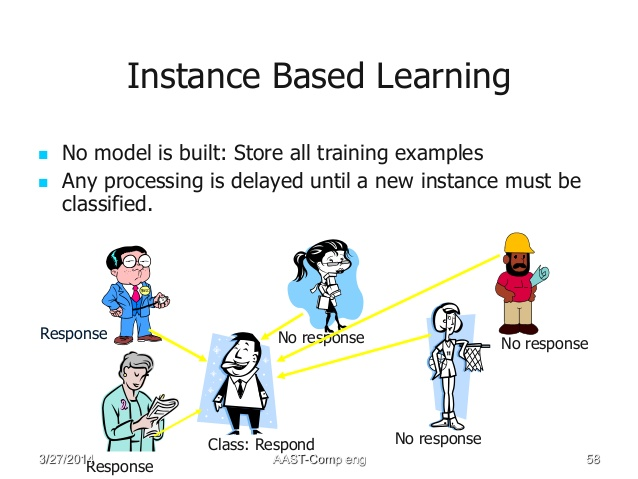 Instance Based Learning
No model is built: Store all training examples
Any processing is delayed until a new instance must be
classified.
Response
No response
No response
Class: Respond
No response
Response
3/27/2014
AAST-Comp eng
58